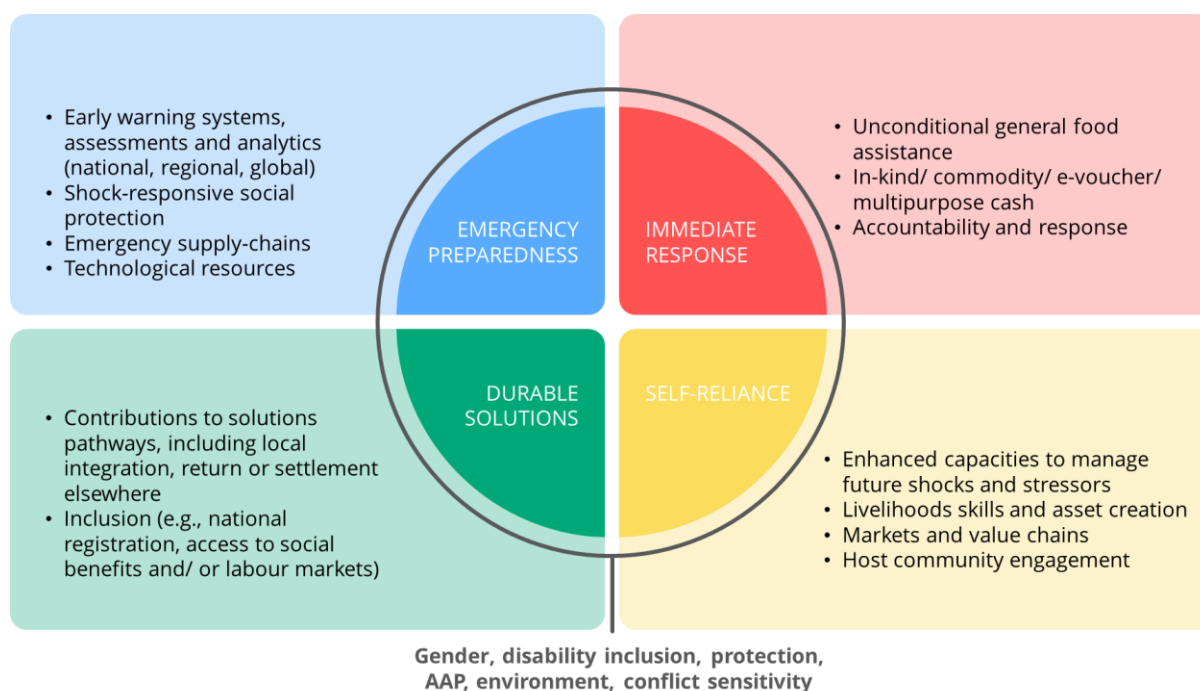 • Early warning systems,
assessments and analytics
(national, regional, global)
• Shock-responsive social
protection
• Emergency supply-chains
• Technological resources
EMERGENCY
PREPAREDNESS
IMMEDIATE
RESPONSE
• Unconditional general food
assistance
• In-kind/ commodity/ e-voucher/
multipurpose cash
• Accountability and response
• Contributions to solutions
pathways, including local
integration, return or settlement
elsewhere
• Inclusion (e.g., national
registration, access to social
benefits and/ or labour markets)
DURABLE
SOLUTIONS
SELF-RELIANCE
• Enhanced capacities to manage
future shocks and stressors
• Livelihoods skills and asset creation
• Markets and value chains
• Host community engagement
Gender, disability inclusion, protection,
AAP, environment, conflict sensitivity